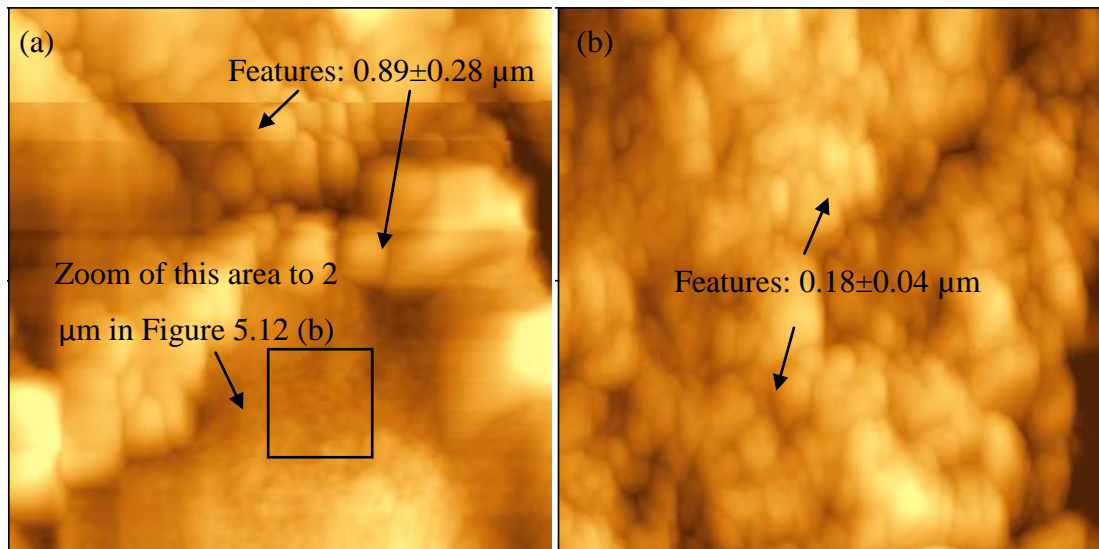 (a)
Features: 0.89±0.28 µm
Zoom of this area to 2
µm in Figure 5.12 (b)
(b)
Features: 0.18±0.04 µm